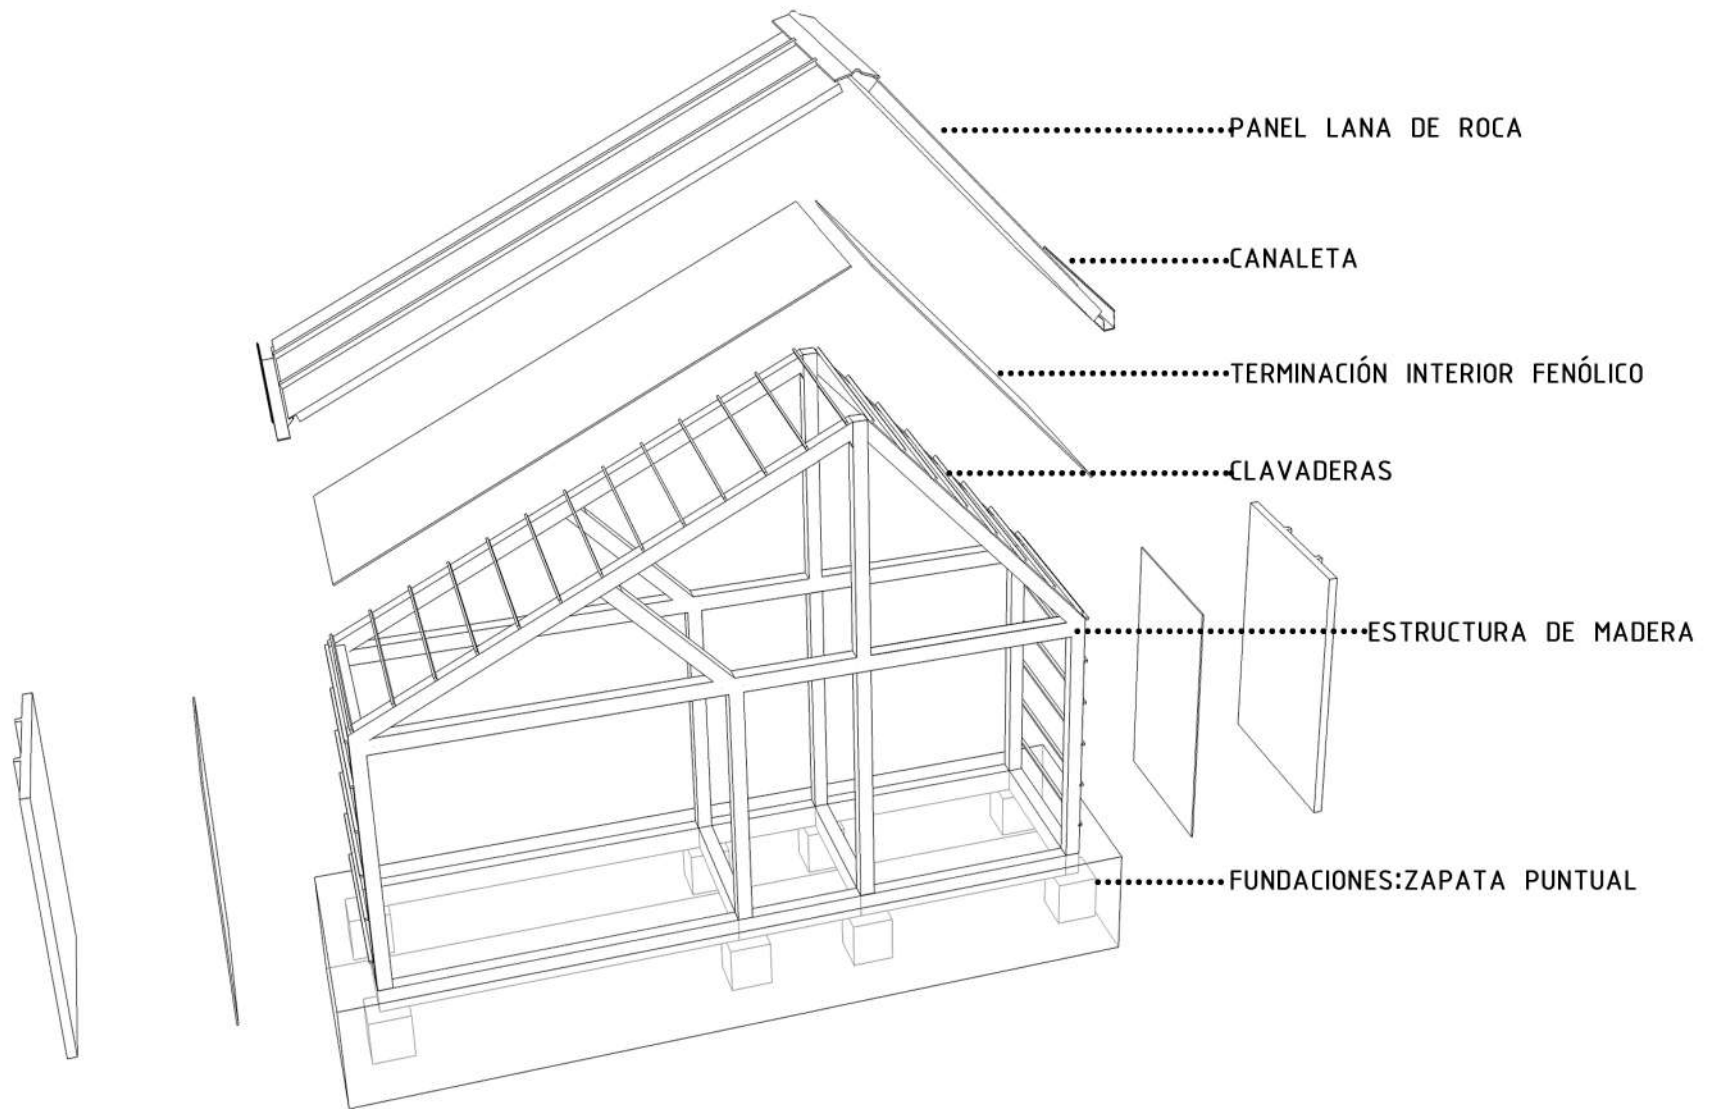 PANEL LANA DE ROCA
CANALETA
TERMINACIÓN INTERIOR FENÓLICO
CLAVADERAS
ESTRUCTURA DE MADERA
FUNDACIONES:ZAPATA PUNTUAL